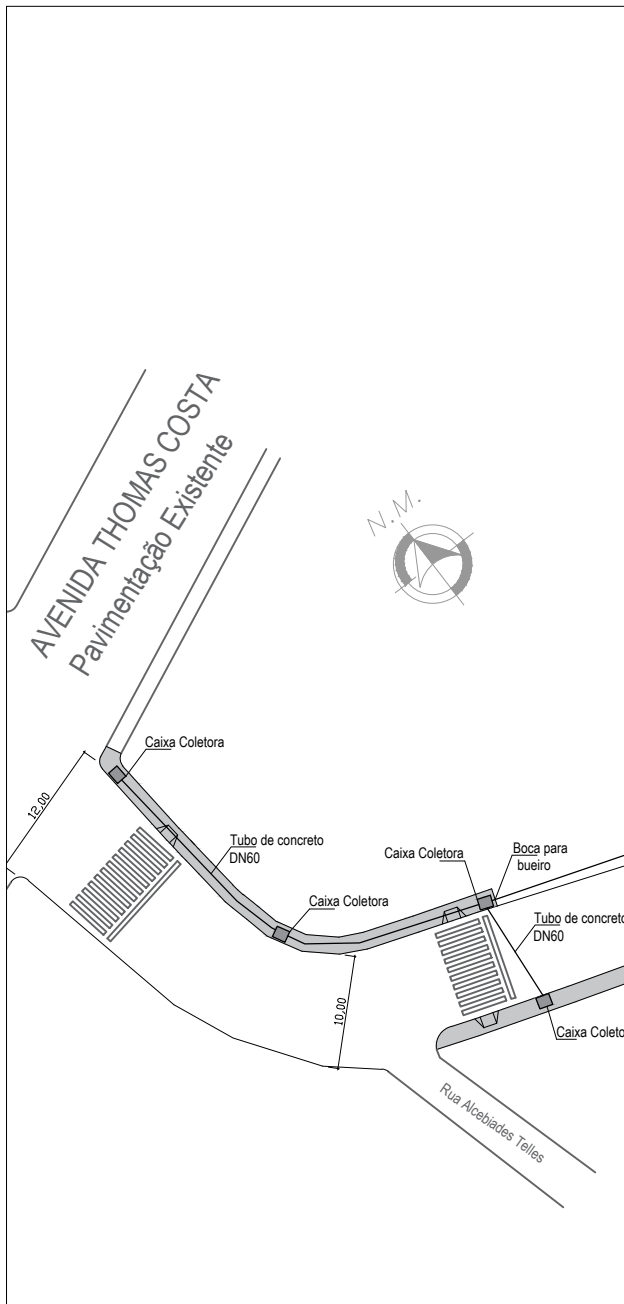 AVENIDA THOMAS COSTA
Pavimentação Existente
N.M.
Caixa Coletora
12,00
Tubo de concreto
DN60
Caixa Coletora
Caixa Coletora
Boca para
bueiro
Tubo de concreto
DN60
10,00
Caixa Coleto
Rua Alcebiades Telles